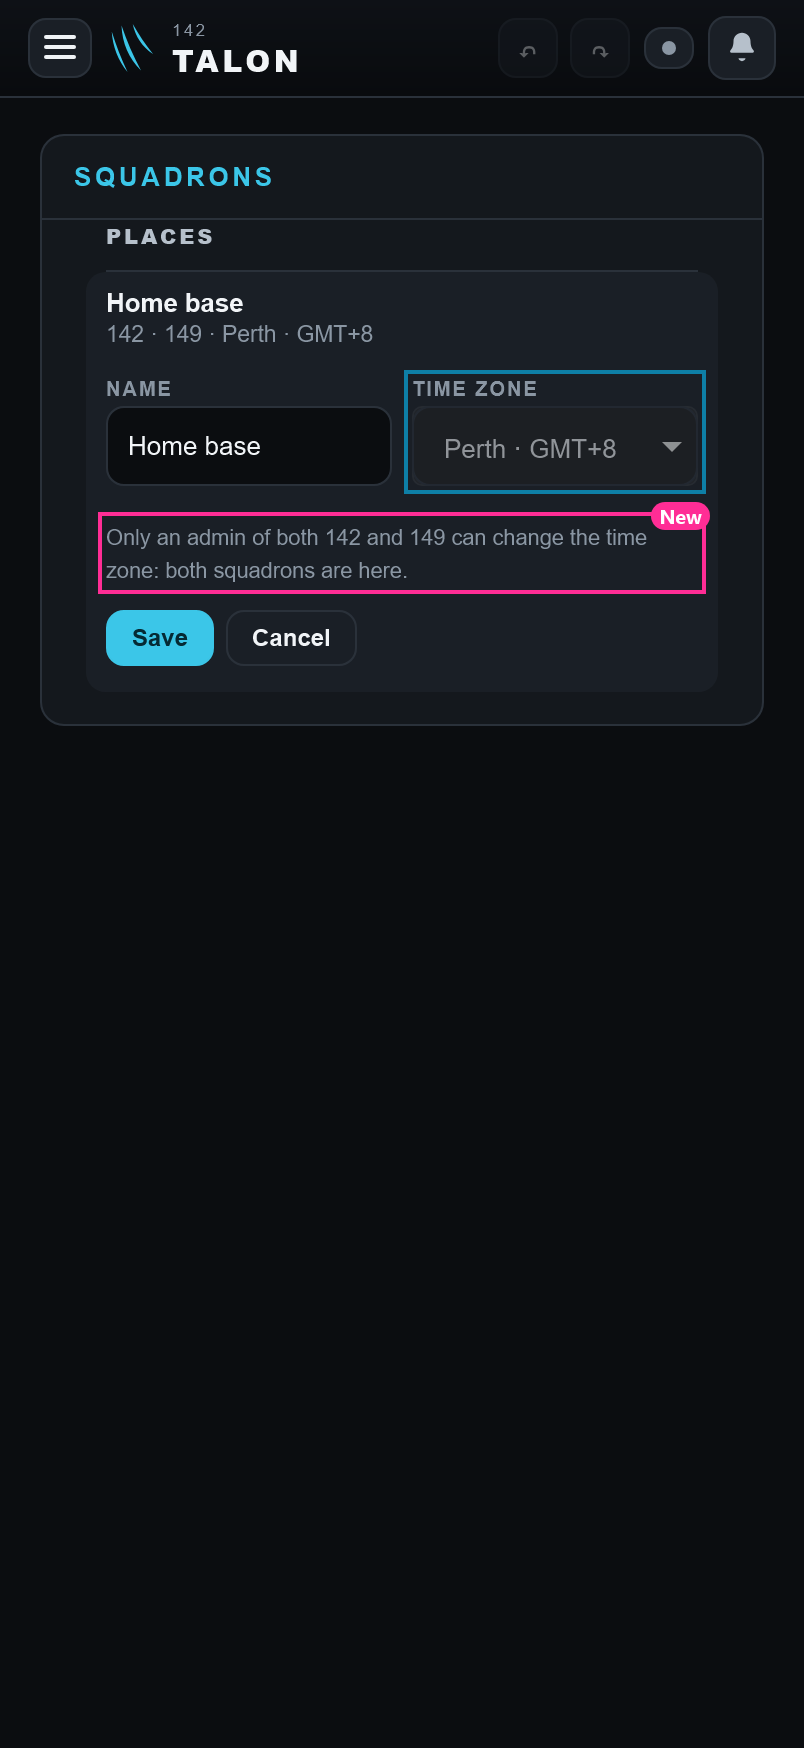 142
TALON
SQUADRONS
PLACES
Home base
142 · 149 · Perth · GMT+8
NAME
TIME ZONE
Home base
Perth · GMT+8
New
Only an admin of both 142 and 149 can change the time
zone: both squadrons are here.
Save
Cancel